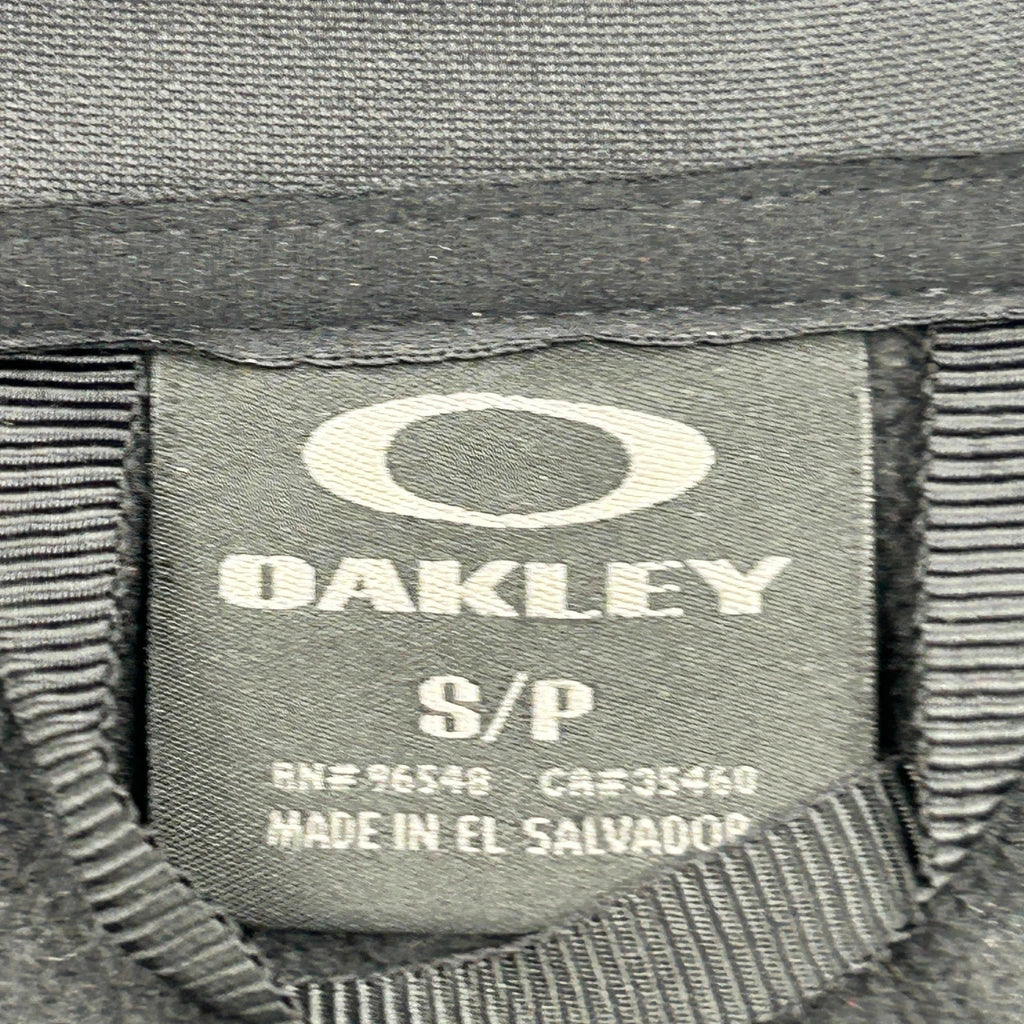 OAKLEY
S/P
RN#96548 CA#35460
MADE IN EL SALVADOR